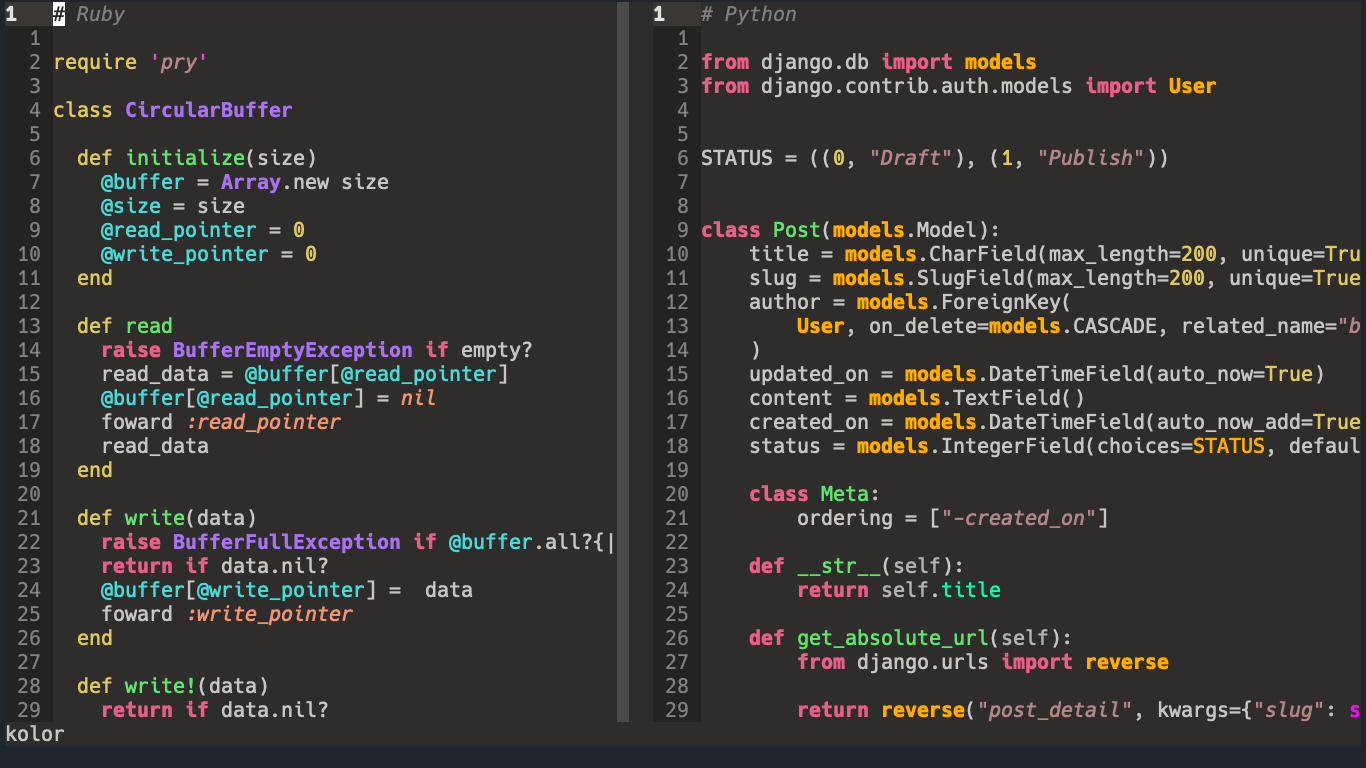 1   # Ruby
1
2 require 'pry'
3
4 class CircularBuffer
5
6   def initialize(size)
7     @buffer = Array.new size
8     @size = size
9     @read_pointer = 0
10     @write_pointer = 0
11   end
12
13   def read
14     raise BufferEmptyException if empty?
15     read_data = @buffer[@read_pointer]
16     @buffer[@read_pointer] = nil
17     foward :read_pointer
18     read_data
19   end
20
21   def write(data)
22     raise BufferFullException if @buffer.all?{|
23     return if data.nil?
24     @buffer[@write_pointer] =  data
25     foward :write_pointer
26   end
27
28   def write!(data)
29     return if data.nil?
1   # Python
1
2 from django.db import models
3 from django.contrib.auth.models import User
4
5
6 STATUS = ((0, "Draft"), (1, "Publish"))
7
8
9 class Post(models.Model):
10     title = models.CharField(max_length=200, unique=Tru
11     slug = models.SlugField(max_length=200, unique=True
12     author = models.ForeignKey(
13         User, on_delete=models.CASCADE, related_name="b
14     )
15     updated_on = models.DateTimeField(auto_now=True)
16     content = models.TextField()
17     created_on = models.DateTimeField(auto_now_add=True
18     status = models.IntegerField(choices=STATUS, defaul
19
20     class Meta:
21         ordering = ["-created_on"]
22
23     def __str__(self):
24         return self.title
25
26     def get_absolute_url(self):
27         from django.urls import reverse
28
29         return reverse("post_detail", kwargs={"slug": s
kolor